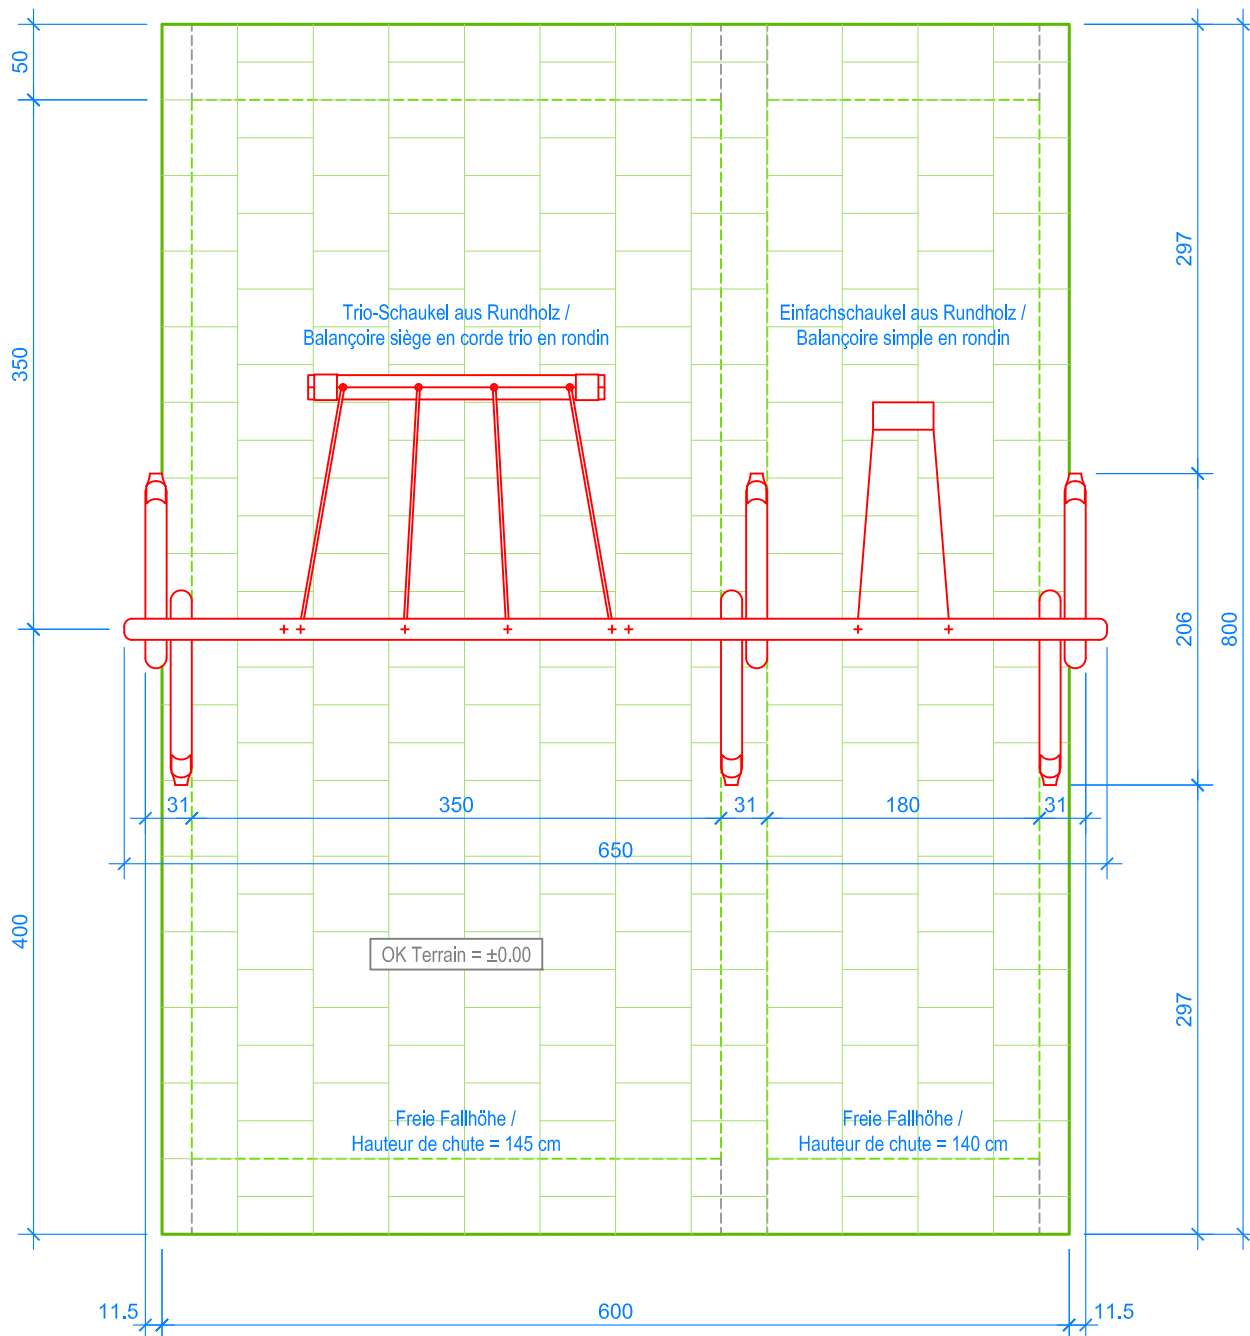 50
297
Trio-Schaukel aus Rundholz /
Balançoire siège en corde trio en rondin
Einfachschaukel aus Rundholz /
Balançoire simple en rondin
350
206
800
31
350
31
180
31
650
400
OK Terrain = ±0.00
297
Freie Fallhöhe /
Hauteur de chute = 145 cm
Freie Fallhöhe /
Hauteur de chute = 140 cm
11.5
600
11.5